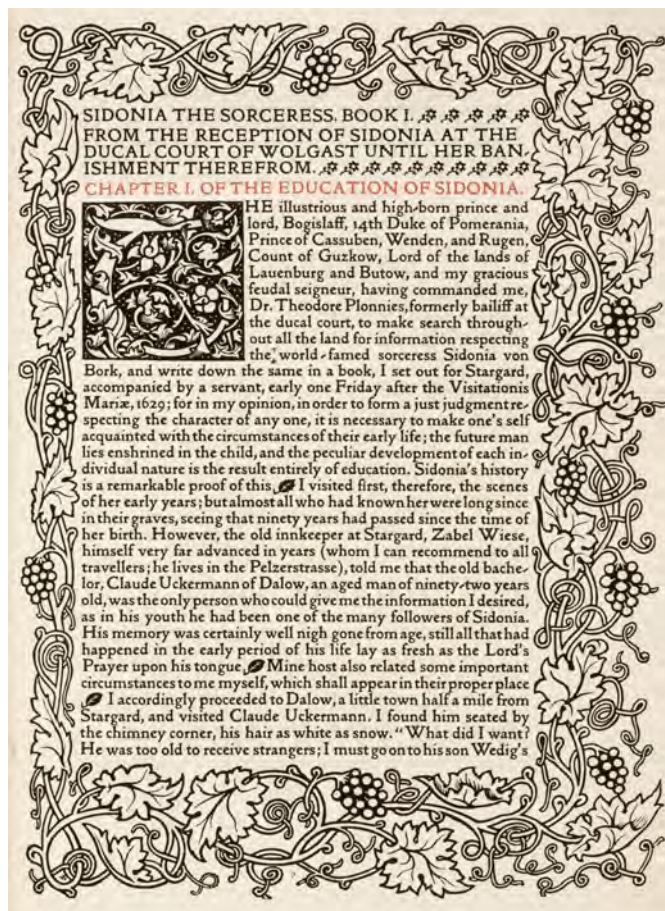 SIDONIA THE SORCERESS. BOOK I.
FROM THE RECEPTION OF SIDONIA AT THE
DUCAL COURT OF WOLGAST UNTIL HER BAN-
ISHMENT THEREFROM.
CHAPTER I. OF THE EDUCATION OF SIDONIA.
THE illustrious and high-born prince and
lord, Bogislaff, 14th Duke of Pomerania,
Prince of Cassuben, Wenden, and Rugen,
Count of Guzkow, Lord of the lands of
Lauenburg and Butow, and my gracious
feudal seigneur, having commanded me,
Dr. Theodore Plonnies, formerly bailiff at
the ducal court, to make search through-
out all the land for information respecting
the world-famed sorceress Sidonia von
Bork, and write down the same in a book, I set out for Stargard,
accompanied by a servant, early one Friday after the Visitationis
Mariæ, 1629; for in my opinion, in order to form a just judgment re-
specting the character of any one, it is necessary to make one's self
acquainted with the circumstances of their early life; the future man
lies enshrined in the child, and the peculiar development of each in-
dividual nature is the result entirely of education. Sidonia's history
is a remarkable proof of this. I visited first, therefore, the scenes
of her early years; but almost all who had known her were long since
in their graves, seeing that ninety years had passed since the time of
her birth. However, the old innkeeper at Stargard, Zabel Wiese,
himself very far advanced in years (whom I can recommend to all
travellers; he lives in the Pelzerstrasse), told me that the old bache-
lor, Claude Uckermann of Dalow, an aged man of ninety-two years
old, was the only person who could give me the information I desired,
as in his youth he had been one of the many followers of Sidonia.
His memory was certainly well nigh gone from age, still all that had
happened in the early period of his life lay as fresh as the Lord's
Prayer upon his tongue. Mine host also related some important
circumstances to me myself, which shall appear in their proper place
I accordingly proceeded to Dalow, a little town half a mile from
Stargard, and visited Claude Uckermann. I found him seated by
the chimney corner, his hair as white as snow. "What did I want?
He was too old to receive strangers; I must go on to his son Wedig's